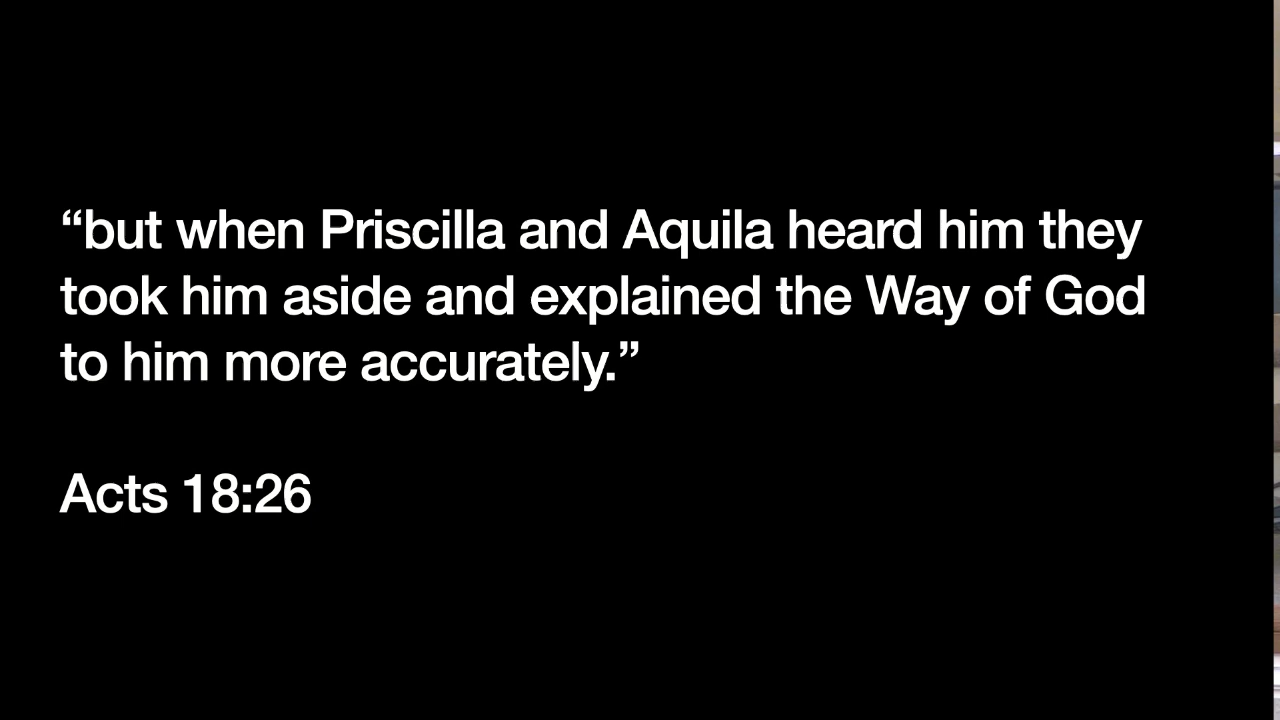 “but when Priscilla and Aquila heard him they
took him aside and explained the Way of God
to him more accurately.”
Acts 18:26